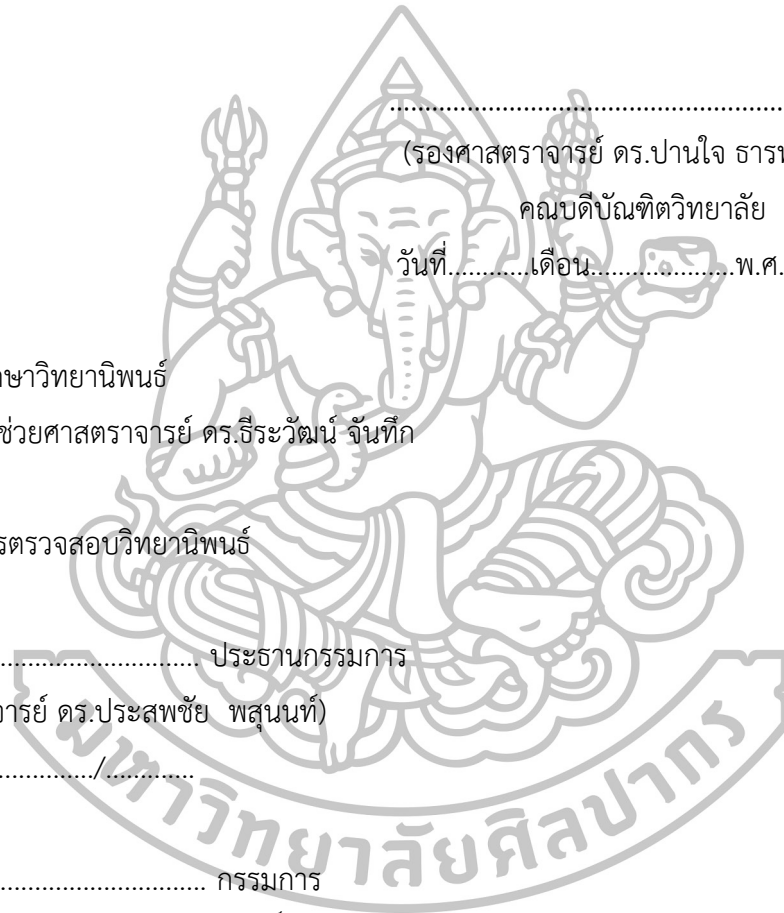 ............................................................
(รองศาสตราจารย์ ดร.ปานใจ
คณบดีบัณฑิตวิทยาลัย
วันที่............เดือน.....................พ.ศ.
ษาวิทยานิพนธ์
ช่วยศาสตราจารย์ ดร.ธีระวัฒน์ จันทึก
รตรวจสอบวิทยานิพนธ์
............................. ประธานกรรมการ
ารย์ ดร.ประสพชัย พสุนนท์)
............../.............
.............................. กรรมการ
มหาวิทยาลัยศิลปากร